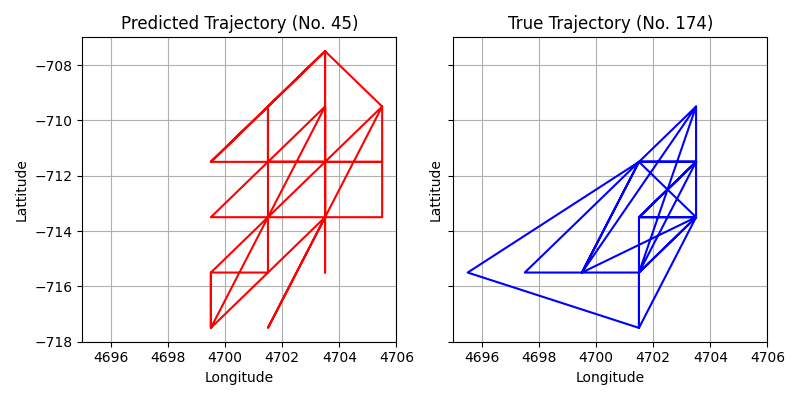 Predicted Trajectory (No. 45)
True Trajectory (No. 174)
Lattitude
−708
−710
−712
−714
−716
−718
4696 4698 4700 4702 4704 4706
Longitude
Lattitude
4696 4698 4700 4702 4704 4706
Longitude